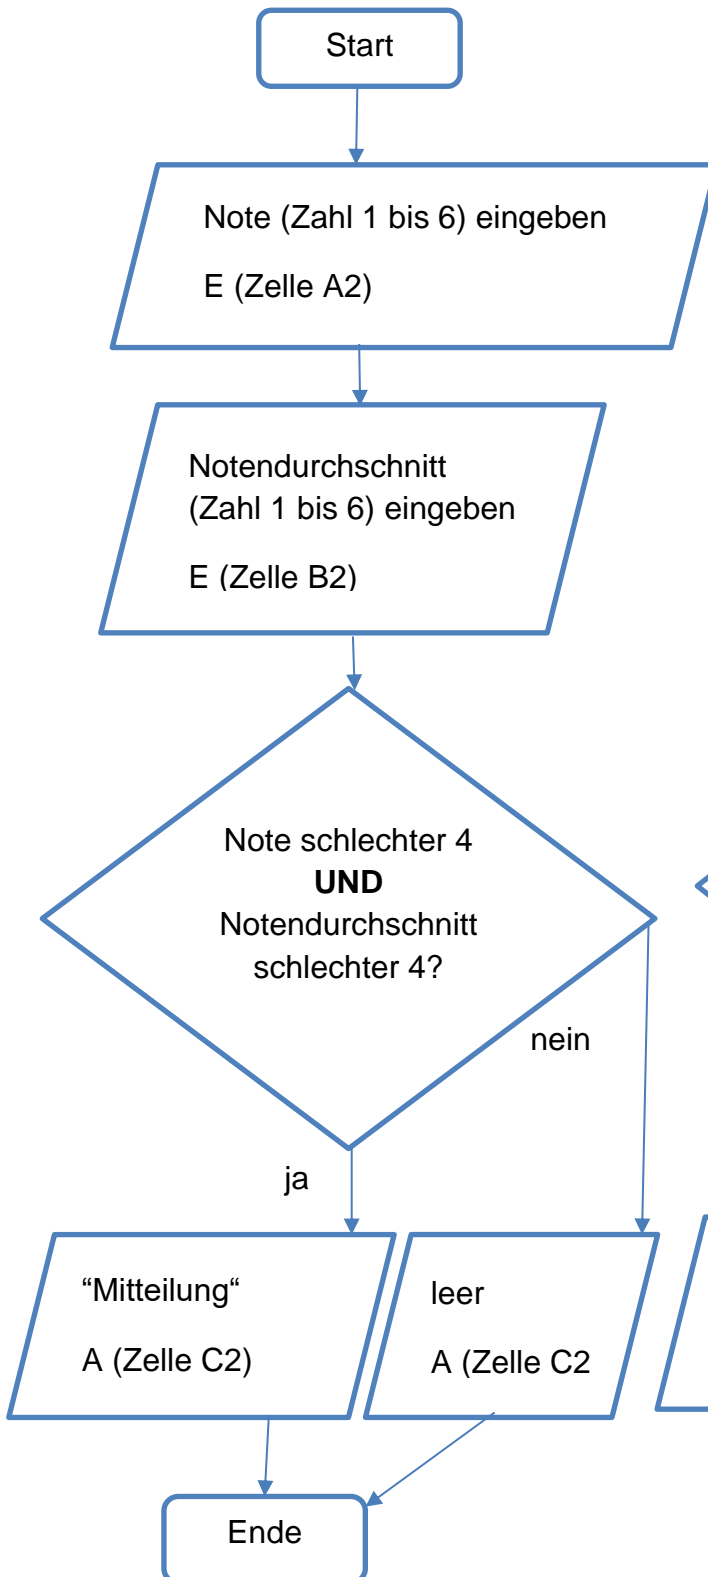 Start
Note (Zahl 1 bis 6) eingeben
E (Zelle A2)
Notendurchschnitt
(Zahl 1 bis 6) eingeben
E (Zelle B2)
Note schlechter 4
UND
Notendurchschnitt
schlechter 4?
nein
ja
“Mitteilung“
A (Zelle C2)
leer
A (Zelle C2
Ende